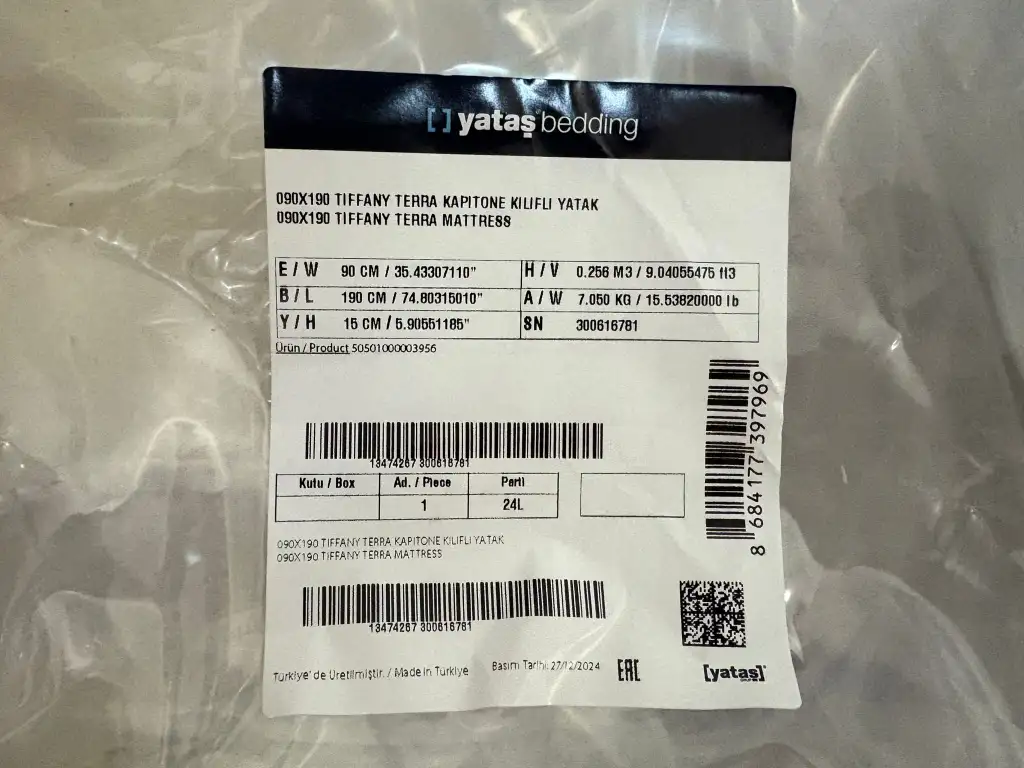 [ ] yataş bedding
090X190 TIFFANY TERRA KAPITONE KILIFLI YATAK
090X190 TIFFANY TERRA MATTRESS
E / W 90 CM / 35.43307110" H / V 0.256 M3 / 9.04055475 ft3
B / L 190 CM / 74.80315010" A / W 7.050 KG / 15.53820000 lb
Y / H 15 CM / 5.90551185" SN 300616781
Ürün / Product 50501000003956
13474267 300616781
8 684177 397969
Kutu / Box Ad. / Piece Parti
1 24L
090X190 TIFFANY TERRA KAPITONE KILIFLI YATAK
090X190 TIFFANY TERRA MATTRESS
13474267 300616781
Türkiye' de Üretilmiştir. / Made in Türkiye Basım Tarihi: 27/12/2024 EAC [yataş]